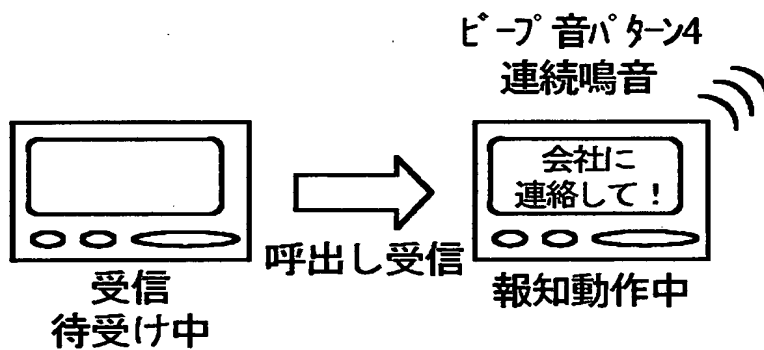 ビープ音パターン4
連続鳴音
会社に
連絡して!
呼出し受信
受信
待受け中
報知動作中